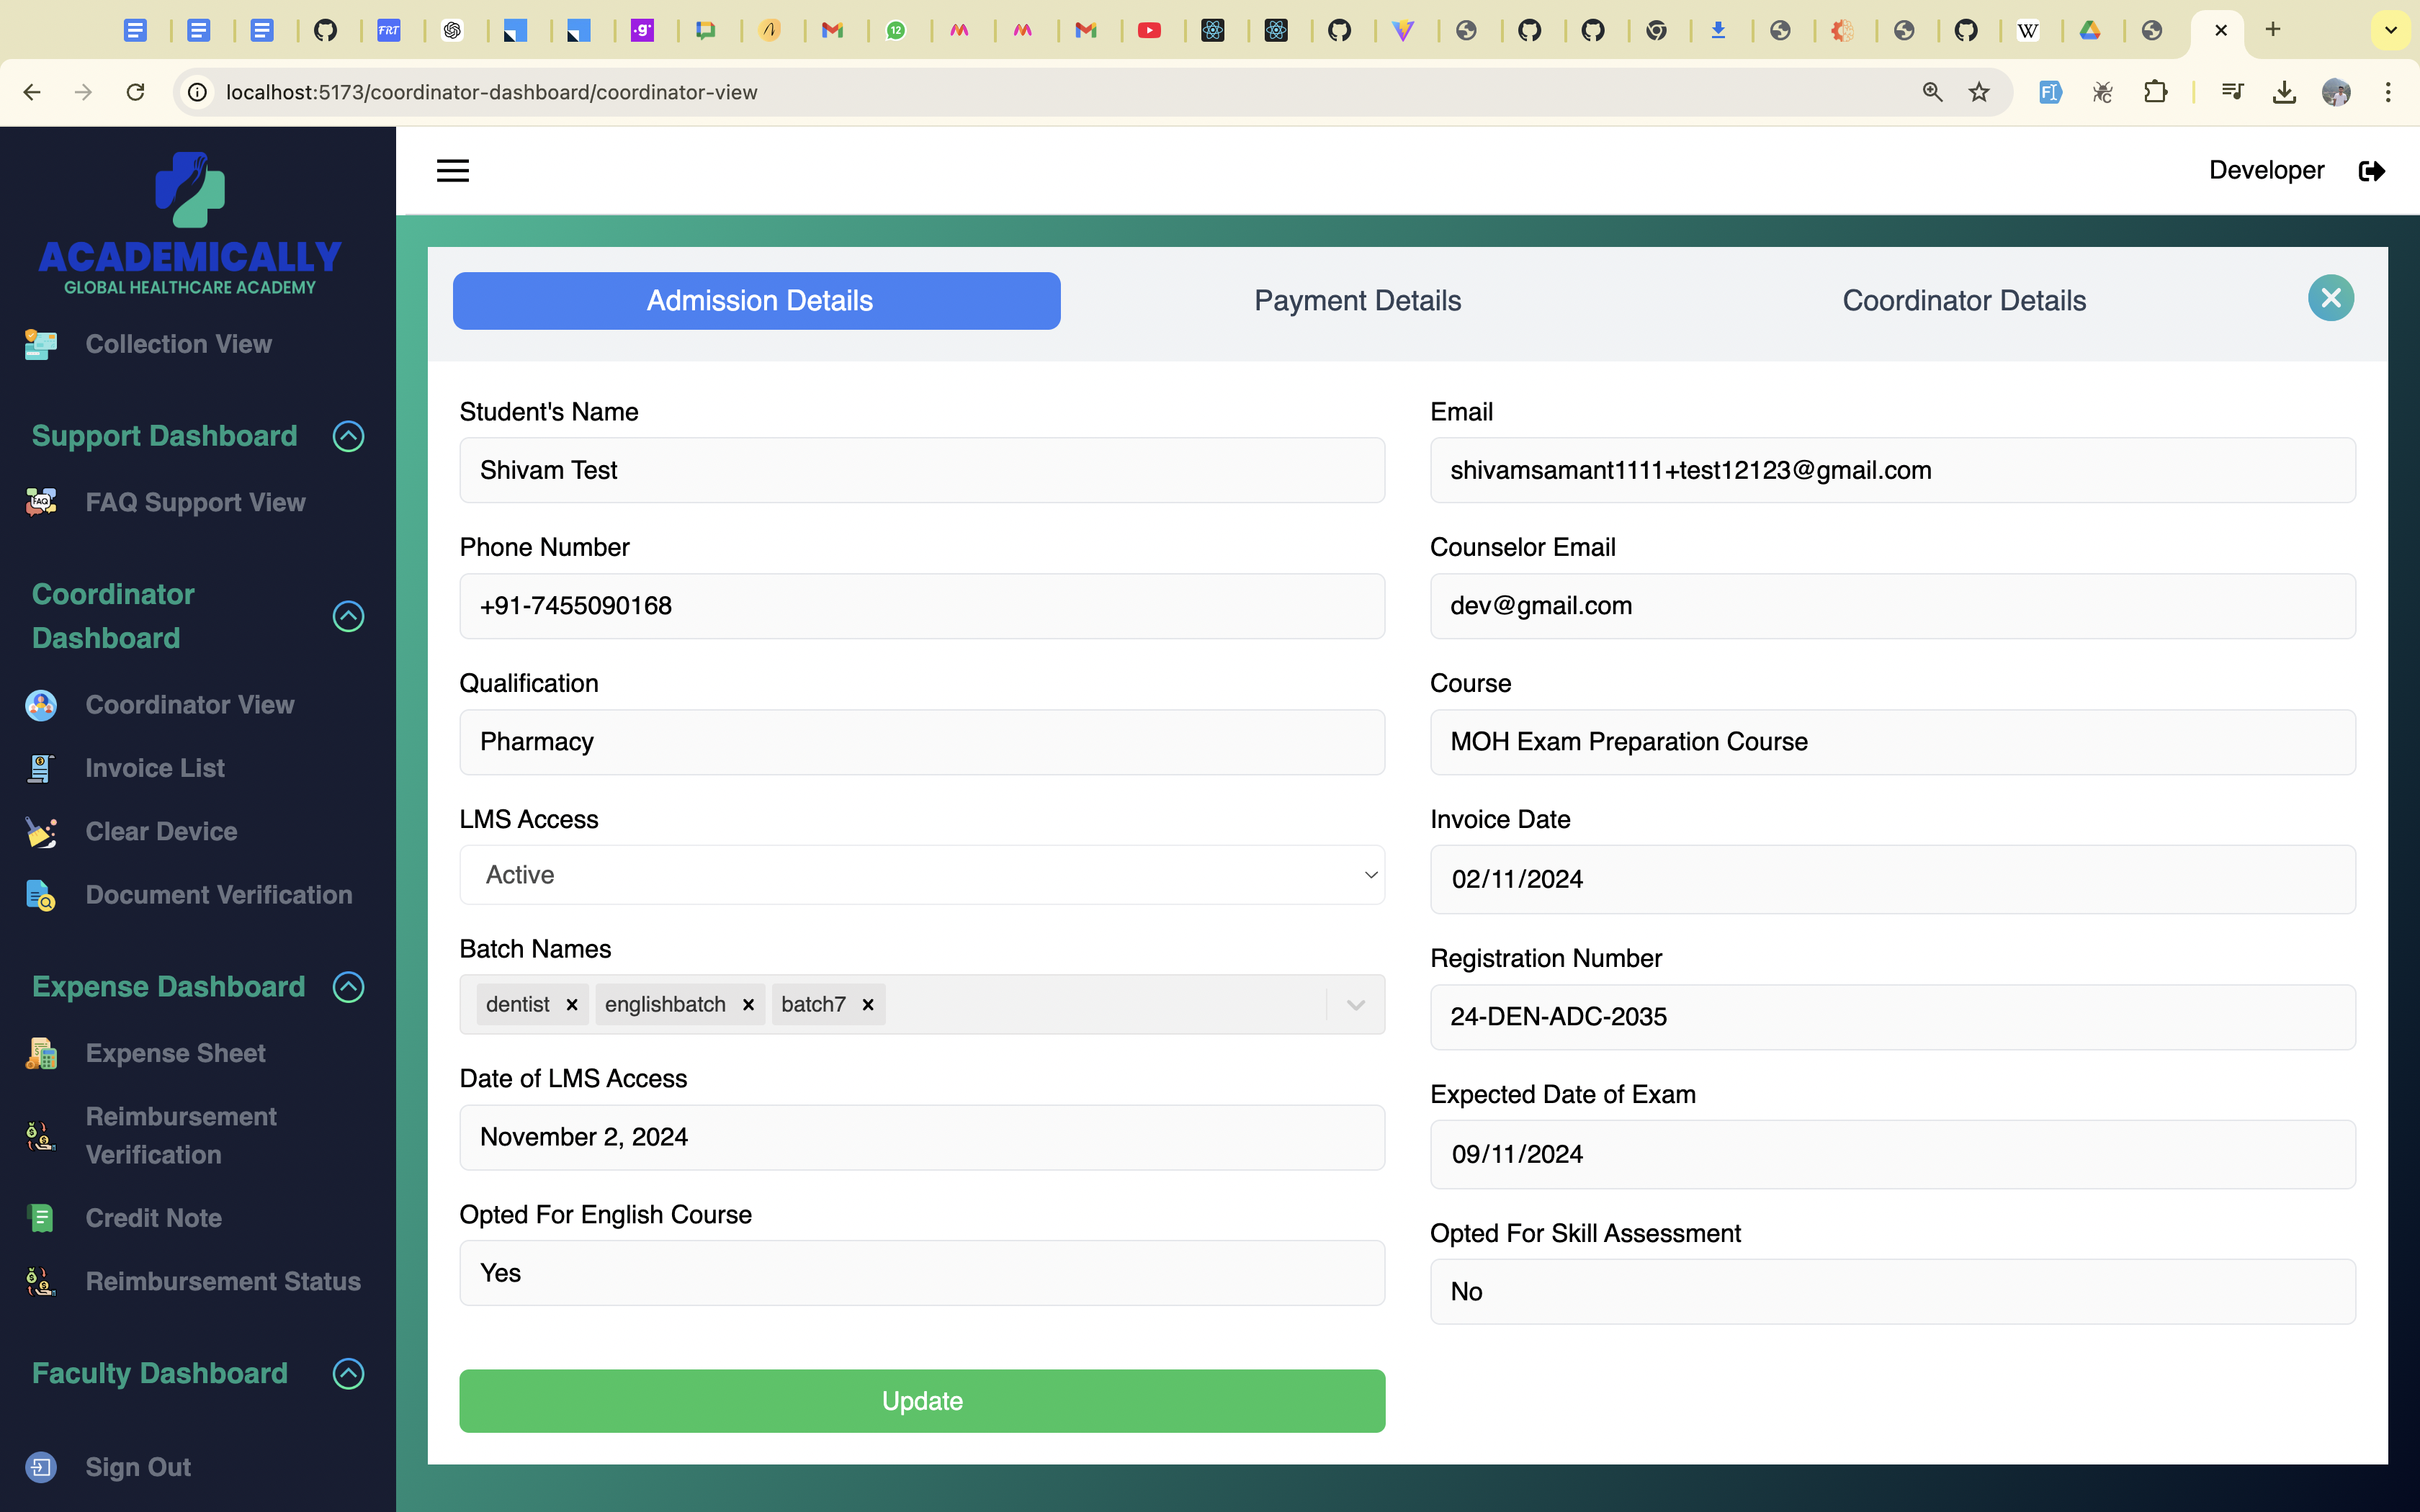 FRT
.g
12
W
localhost:5173/coordinator-dashboard/coordinator-view
ACADEMICALLY
GLOBAL HEALTHCARE ACADEMY
Collection View
Support Dashboard
FAQ
FAQ Support View
Coordinator
Dashboard
Coordinator View
Invoice List
Clear Device
Document Verification
Expense Dashboard
Expense Sheet
Reimbursement
Verification
Credit Note
Reimbursement Status
Faculty Dashboard
Sign Out
Developer
Admission Details
Payment Details
Coordinator Details
Student's Name
Shivam Test
Email
shivamsamant1111+test12123@gmail.com
Phone Number
+91-7455090168
Counselor Email
dev@gmail.com
Qualification
Pharmacy
Course
MOH Exam Preparation Course
LMS Access
Active
Invoice Date
02/11/2024
Batch Names
dentist
englishbatch
batch7
Registration Number
24-DEN-ADC-2035
Date of LMS Access
November 2, 2024
Expected Date of Exam
09/11/2024
Opted For English Course
Yes
Opted For Skill Assessment
No
Update